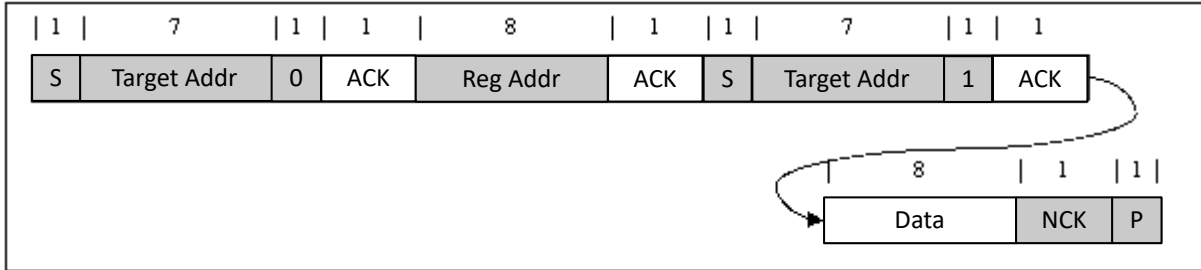 | 1 | 7 | 1 | 1 | 8 | 1 | 1 | 7 | 1 | 1
S Target Addr 0 ACK Reg Addr ACK S Target Addr 1 ACK
| 8 | 1 | 1 |
Data NCK P